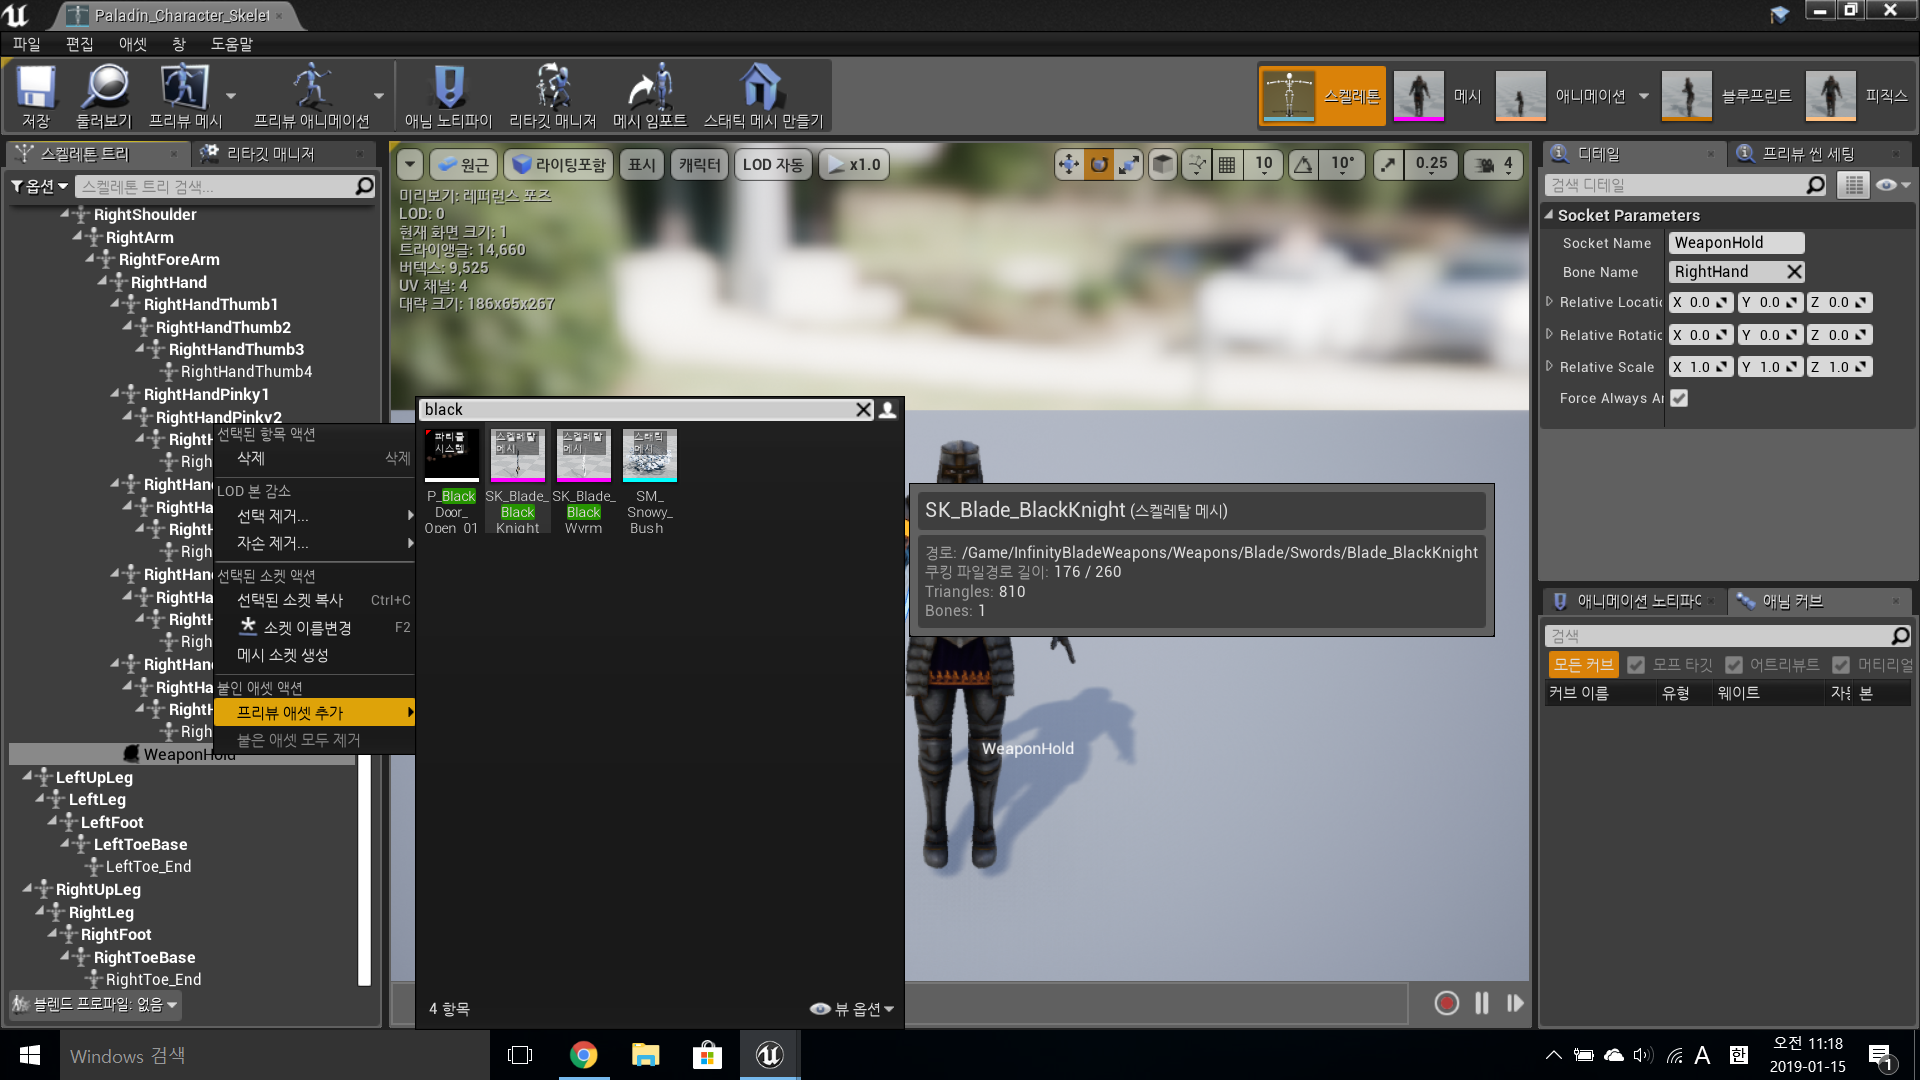 Paladin_Character_Skelet
파일 편집 애셋 창 도움말
저장 둘러보기 프리뷰 메시 프리뷰 애니메이션 애님 노티파이 리타깃 매니저 메시 임포트 스태틱 메시 만들기
스켈레톤 메시 애니메이션 블루프린트 피직스
스켈레톤 트리 리타깃 매니저
옵션 스켈레톤 트리 검색...
RightShoulder
RightArm
RightForeArm
RightHand
RightHandThumb1
RightHandThumb2
RightHandThumb3
RightHandThumb4
RightHandPinky1
RightHandPinky2
RightH
Righ
RightHan
RightHa
RightH
Righ
RightHan
RightHa
RightH
Righ
RightHan
RightHa
RightH
Righ
WeaponHold
LeftUpLeg
LeftLeg
LeftFoot
LeftToeBase
LeftToe_End
RightUpLeg
RightLeg
RightFoot
RightToeBase
RightToe_End
블렌드 프로파일: 없음
선택된 항목 액션
삭제 삭제
LOD 본 감소
선택 제거...
자손 제거...
선택된 소켓 액션
선택된 소켓 복사 Ctrl+C
소켓 이름변경 F2
메시 소켓 생성
붙인 애셋 액션
프리뷰 애셋 추가
붙은 애셋 모두 제거
원근 라이팅포함 표시 캐릭터 LOD 자동 x1.0
10 10° 0.25 4
미리보기: 레퍼런스 포즈
LOD: 0
현재 화면 크기: 1
트라이앵글: 14,660
버텍스: 9,525
UV 채널: 4
대략 크기: 186x65x267
black
파티클 시스템
스켈레탈 메시
스켈레탈 메시
스태틱 메시
P_Black Door_ Open_01
SK_Blade_ Black Knight
SK_Blade_ Black Wyrm
SM_ Snowy_ Bush
4 항목 뷰 옵션
SK_Blade_BlackKnight (스켈레탈 메시)
경로: /Game/InfinityBladeWeapons/Weapons/Blade/Swords/Blade_BlackKnight
쿠킹 파일경로 길이: 176 / 260
Triangles: 810
Bones: 1
WeaponHold
디테일 프리뷰 씬 세팅
검색 디테일
Socket Parameters
Socket Name WeaponHold
Bone Name RightHand
Relative Locatic X 0.0 Y 0.0 Z 0.0
Relative Rotatic X 0.0 Y 0.0 Z 0.0
Relative Scale X 1.0 Y 1.0 Z 1.0
Force Always Ar
애니메이션 노티파이 애님 커브
검색
모든 커브 모프 타깃 어트리뷰트 머티리얼
커브 이름 유형 웨이트 자동 본
Windows 검색
A 한
오전 11:18
2019-01-15
1